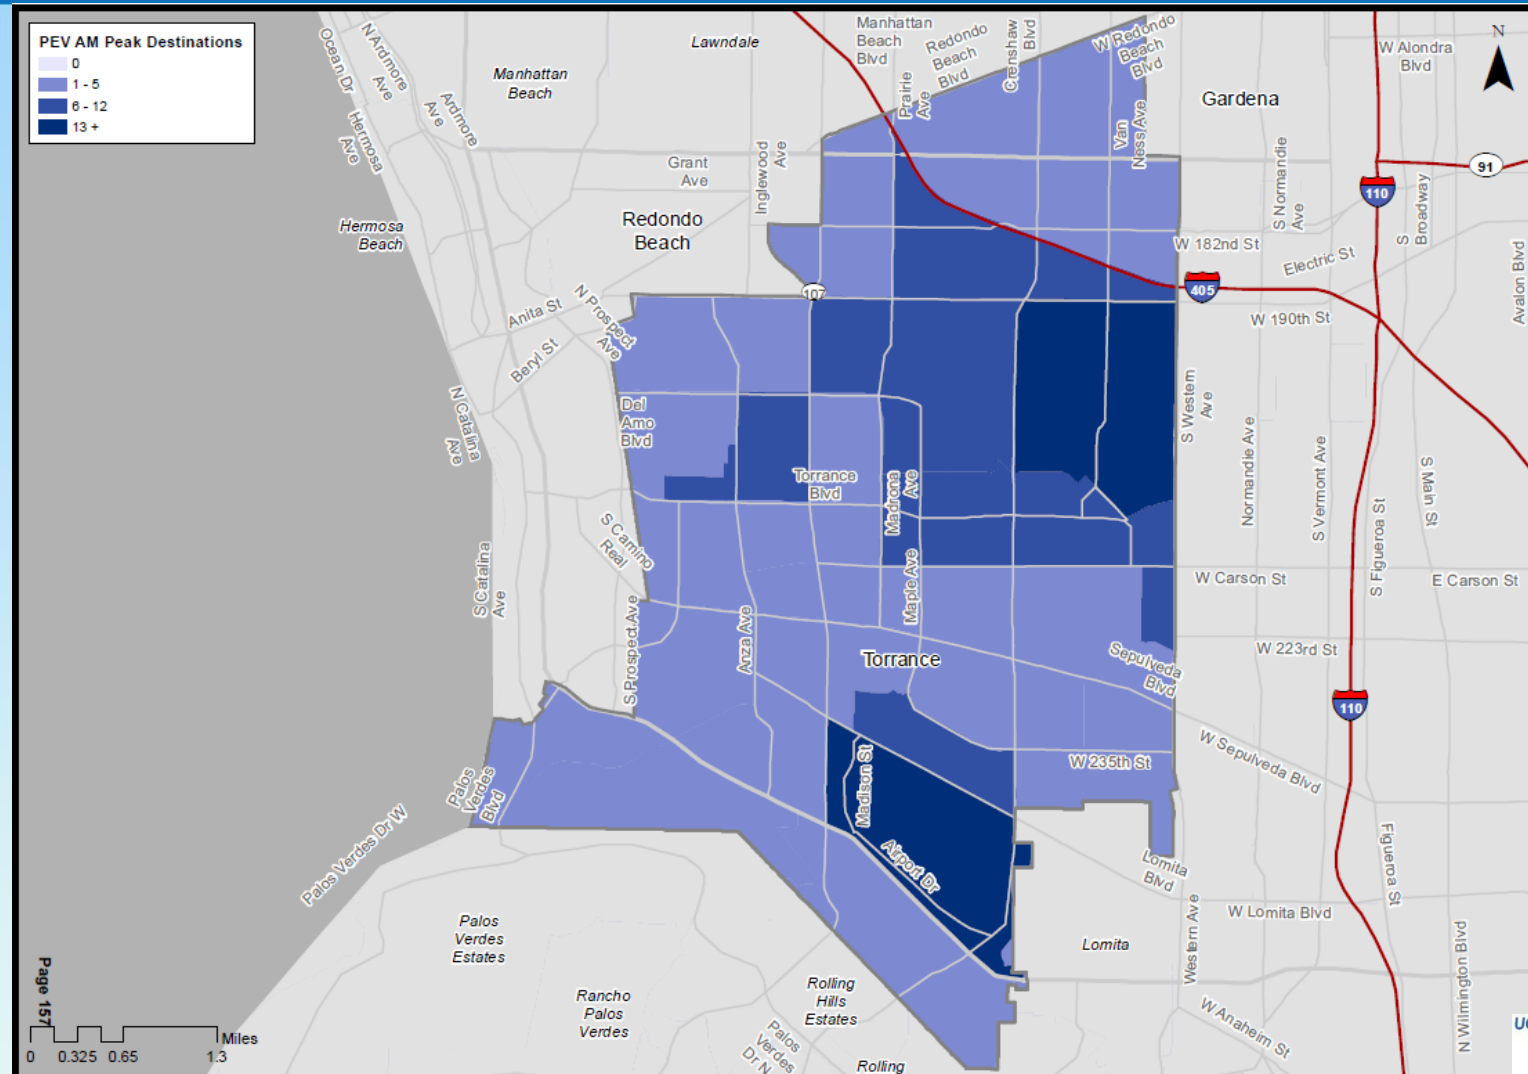 PEV AM Peak Destinations
0
1 - 5
6 - 12
13 +
N
Ocean Dr
N Ardmore
Ave
Ardmore
Ave
Hermosa
Ave
Manhattan
Beach
Lawndale
Manhattan
Beach
Blvd
Redondo
Beach
Blvd
Prairie
Ave
Crenshaw
Blvd
W Redondo
Beach
Blvd
Van
Ness Ave
Gardena
W Alondra
Blvd
91
110
Grant
Ave
Inglewood
Ave
Hermosa
Beach
Redondo
Beach
S Normandie
Ave
S
Broadway
W 182nd St
Electric St
Avalon Blvd
107
405
W 190th St
Anita St
N Prospect
Ave
Beryl St
N Catalina
Ave
Del
Amo
Blvd
S Western
Ave
Normandie Ave
S Vermont Ave
S Main St
Torrance
Blvd
Madrona
Ave
S Figueroa St
S Camino
Real
S Catalina
Ave
Maple Ave
W Carson St
E Carson St
S Prospect Ave
Anza Ave
Torrance
Sepulveda
Blvd
W 223rd St
110
W 235th St
W Sepulveda Blvd
Palos
Verdes
Blvd
Madison St
Palos Verdes Dr W
Airport Dr
Lomita
Blvd
Figueroa St
W Lomita Blvd
Western Ave
Lomita
Palos
Verdes
Estates
N Wilmington Blvd
Rancho
Palos
Verdes
Rolling
Hills
Estates
Palos
Verdes
Dr N
Rolling
W Anaheim St
Page 157
Miles
0 0.325 0.65 1.3